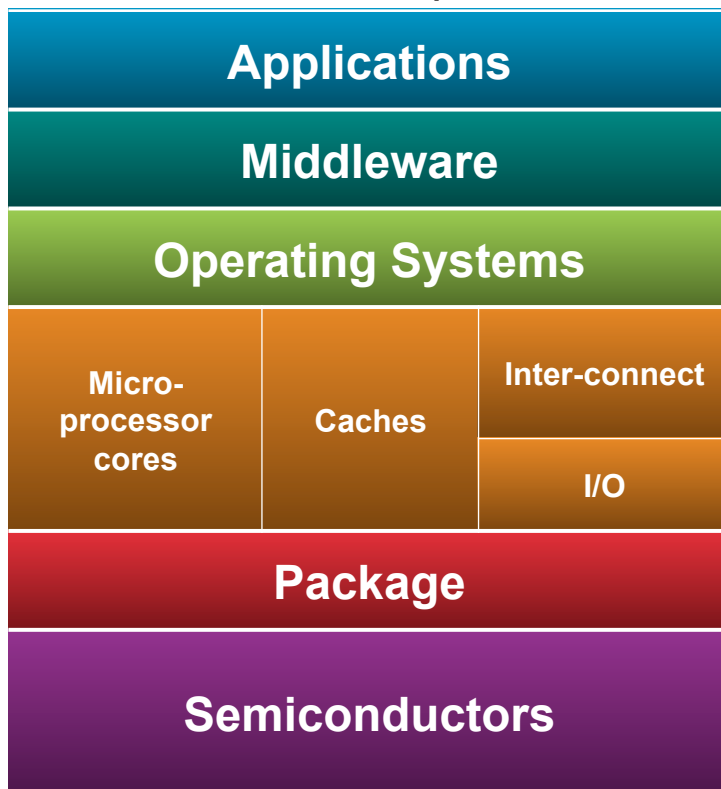 Applications
Middleware
Operating Systems
Micro-
processor
cores
Caches
Inter-connect
I/O
Package
Semiconductors